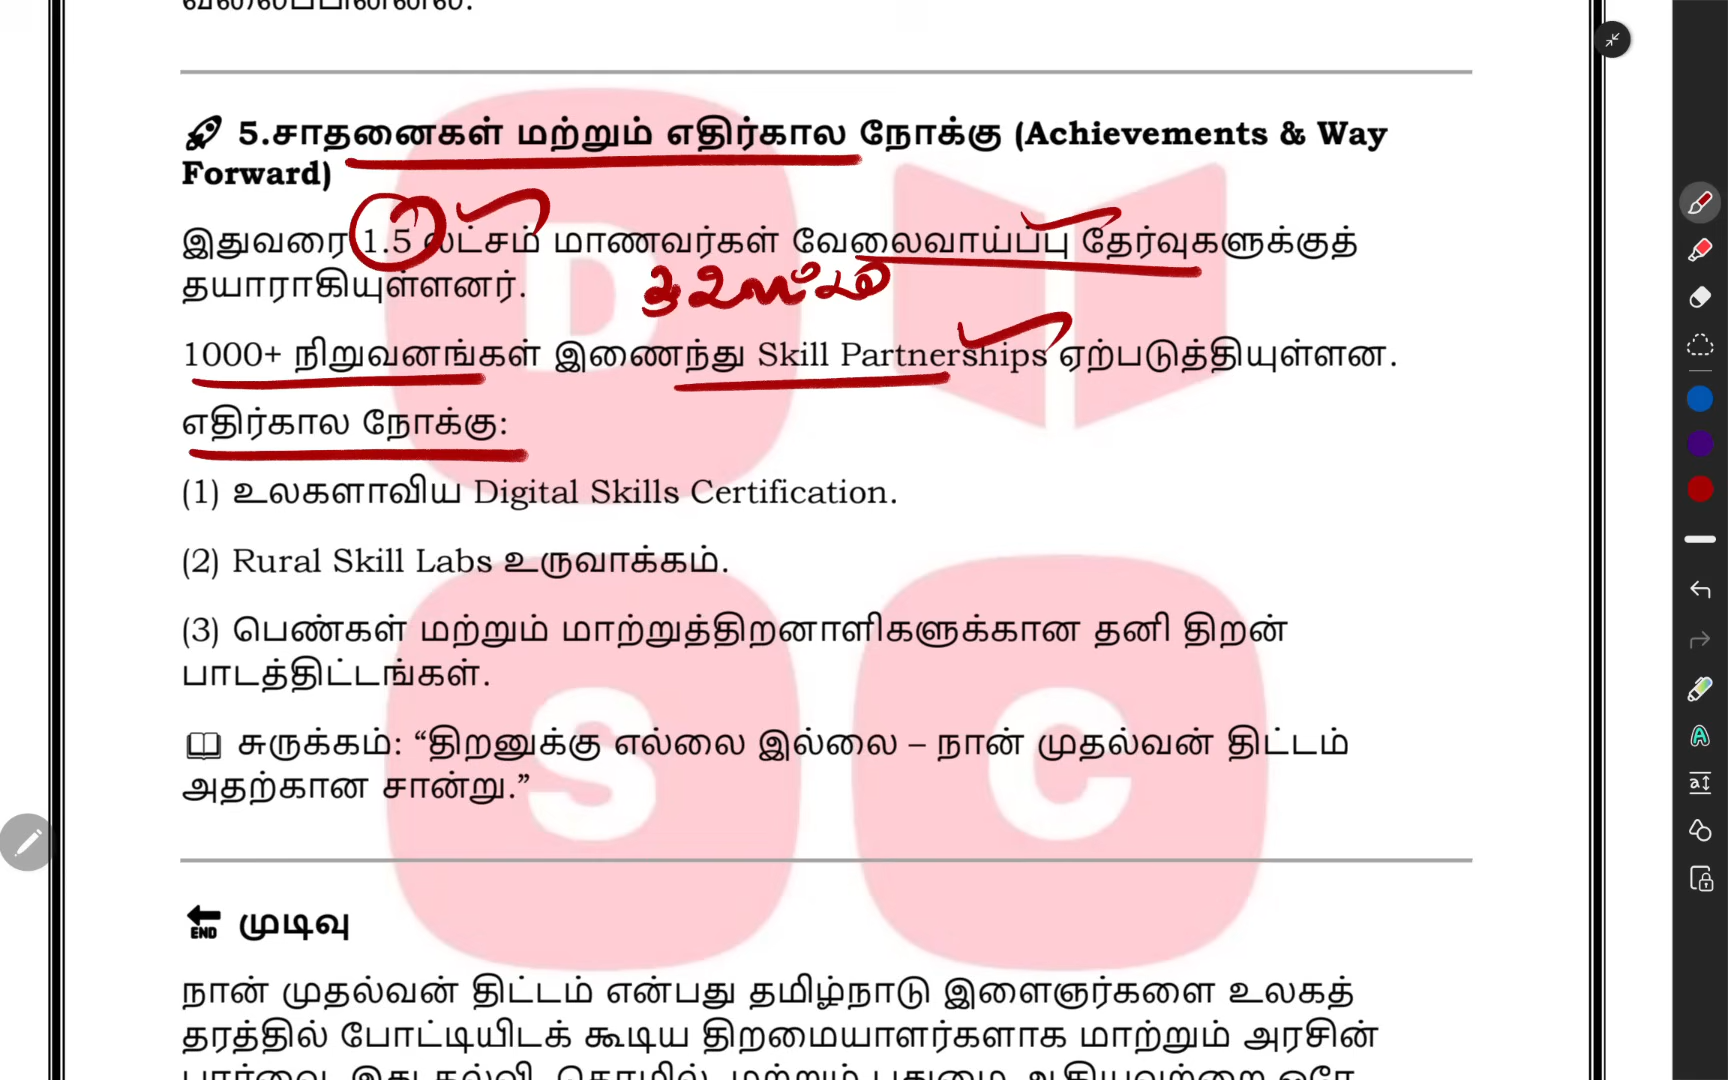 🚀 5.சாதனைகள் மற்றும் எதிர்கால நோக்கு (Achievements & Way
Forward)
இதுவரை 1.5 லட்சம் மாணவர்கள் வேலைவாய்ப்பு தேர்வுகளுக்குத்
தயாராகியுள்ளனர்.
1000+ நிறுவனங்கள் இணைந்து Skill Partnerships ஏற்படுத்தியுள்ளன.
எதிர்கால நோக்கு:
(1) உலகளாவிய Digital Skills Certification.
(2) Rural Skill Labs உருவாக்கம்.
(3) பெண்கள் மற்றும் மாற்றுத்திறனாளிகளுக்கான தனி திறன்
பாடத்திட்டங்கள்.
📖 சுருக்கம்: “திறனுக்கு எல்லை இல்லை – நான் முதல்வன் திட்டம்
அதற்கான சான்று.”
🔚 முடிவு
நான் முதல்வன் திட்டம் என்பது தமிழ்நாடு இளைஞர்களை உலகத்
தரத்தில் போட்டியிடக் கூடிய திறமையாளர்களாக மாற்றும் அரசின்
D
S C